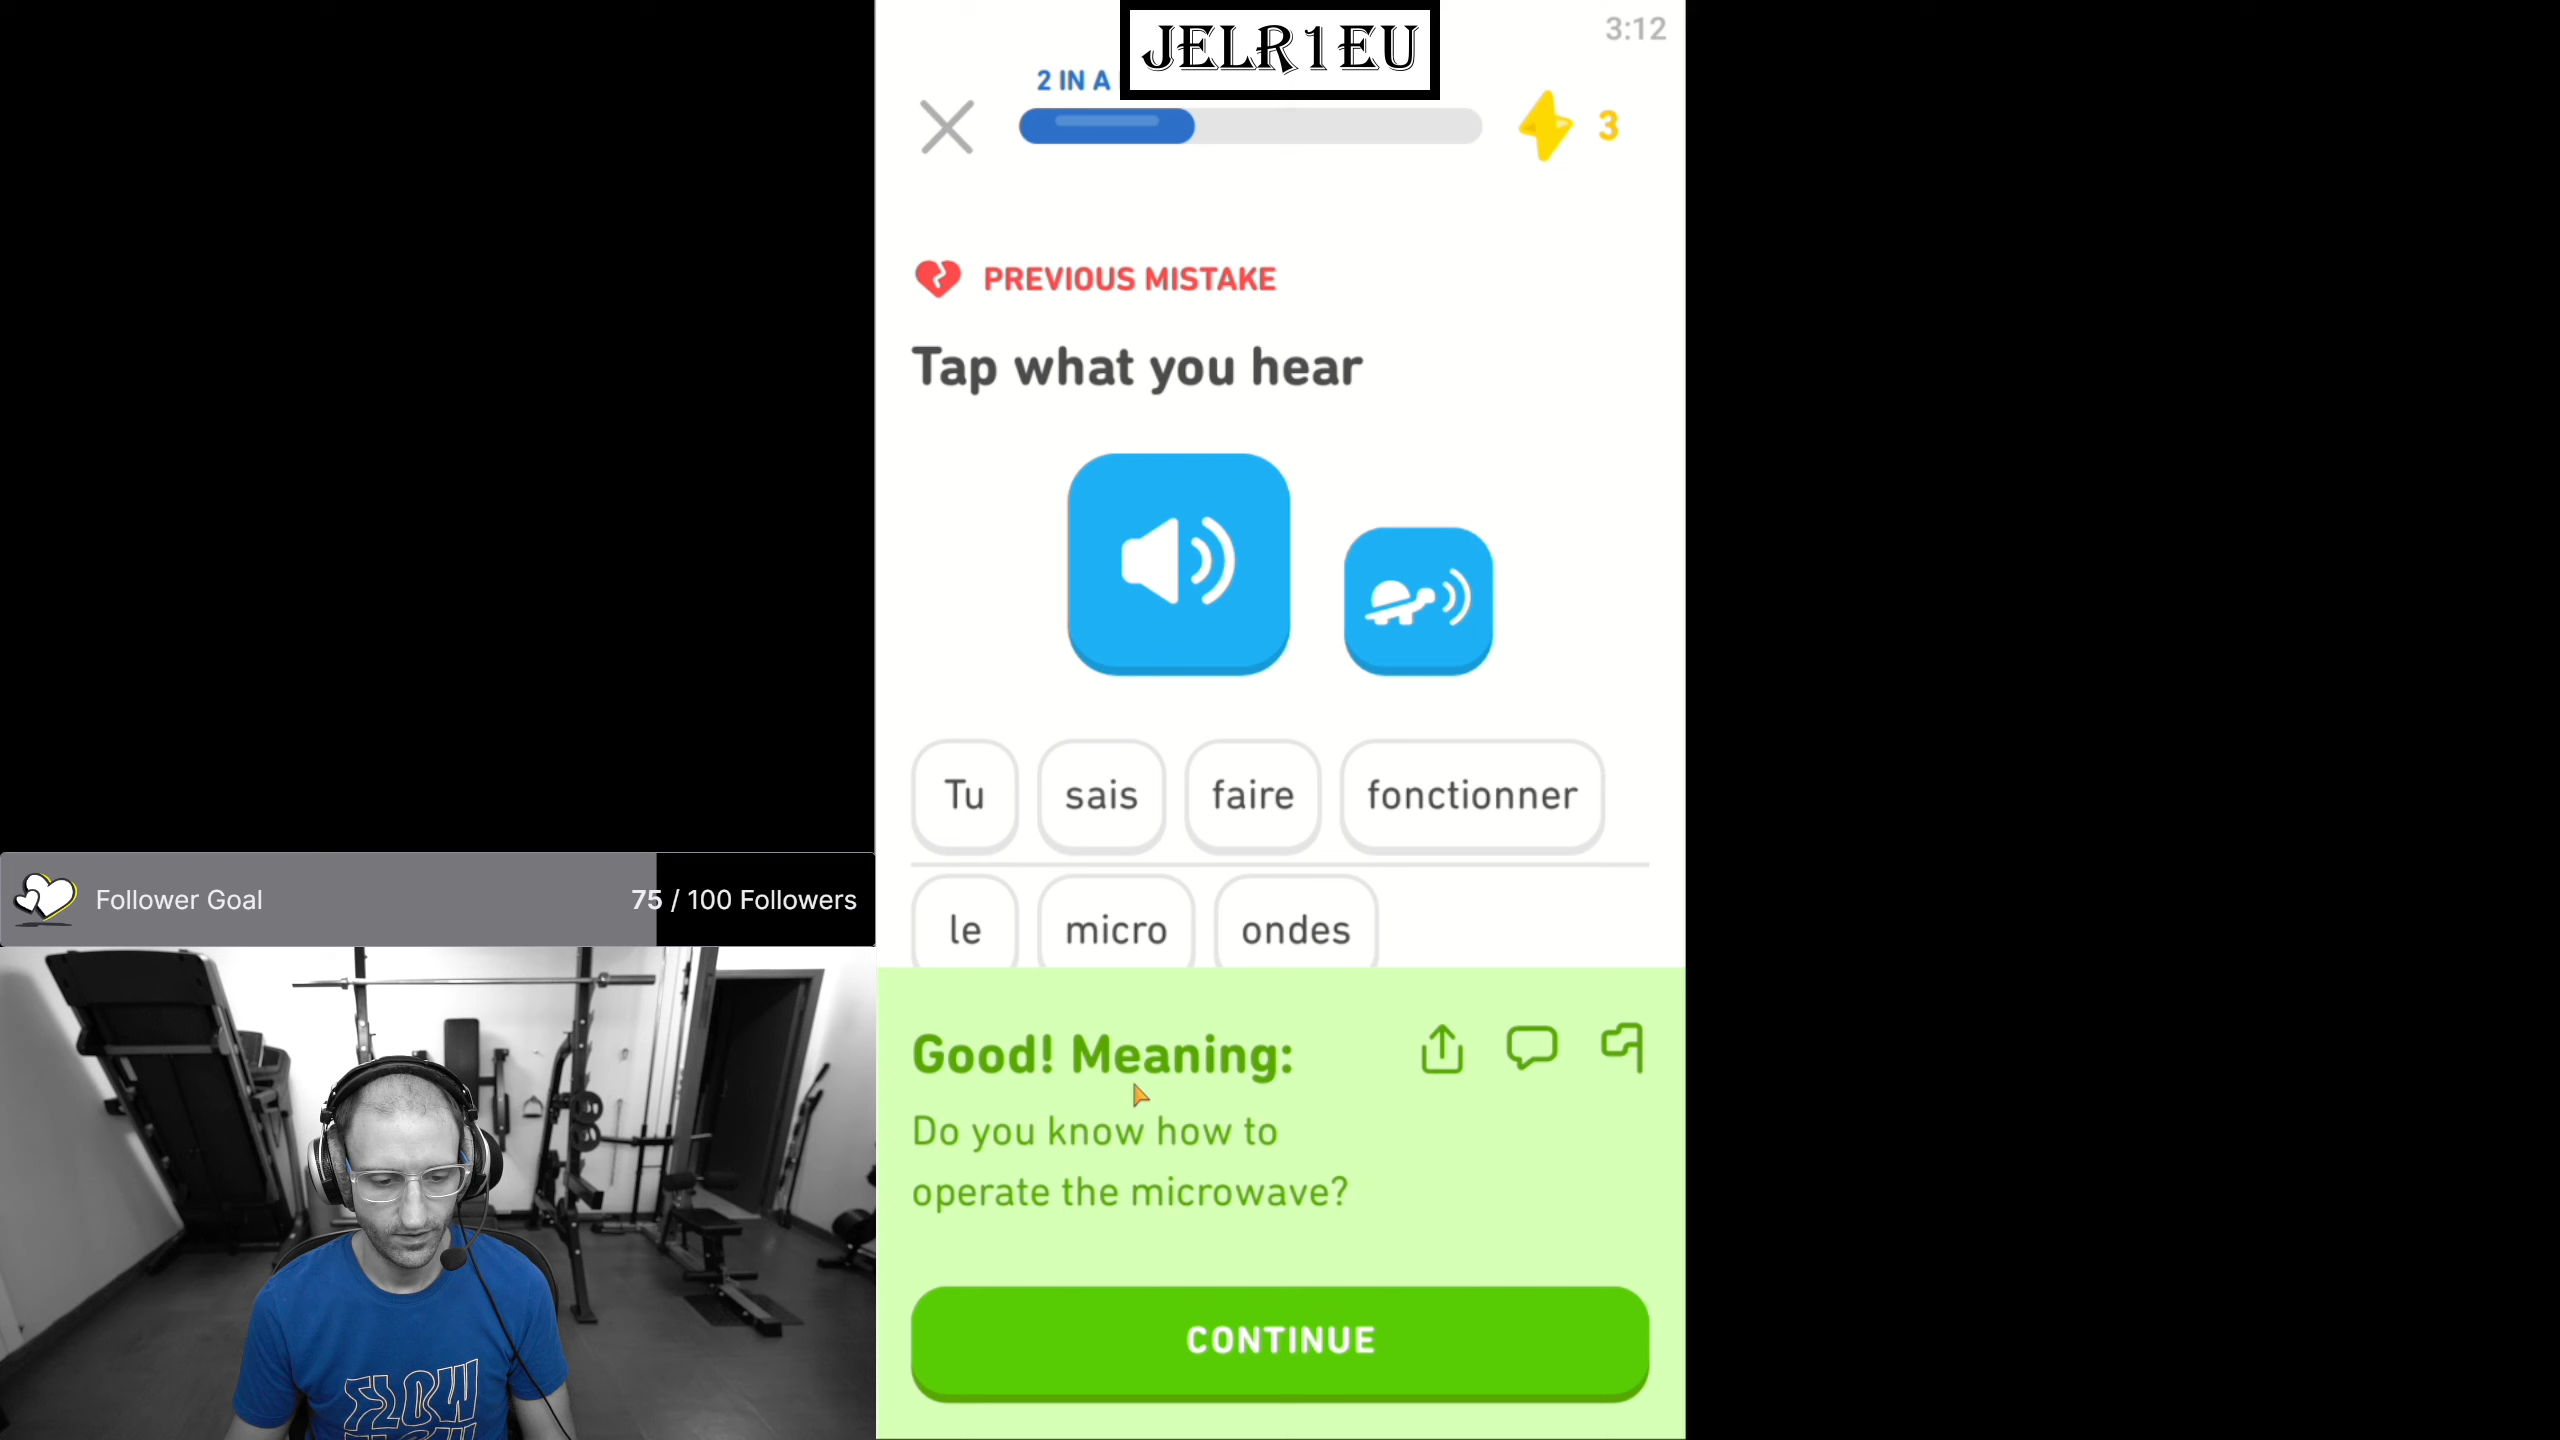 JELR1EU
3:12
2 IN A
3
PREVIOUS MISTAKE
Tap what you hear
Tu sais faire fonctionner
le micro ondes
Follower Goal 75 / 100 Followers
Good! Meaning:
Do you know how to
operate the microwave?
CONTINUE
FLOW